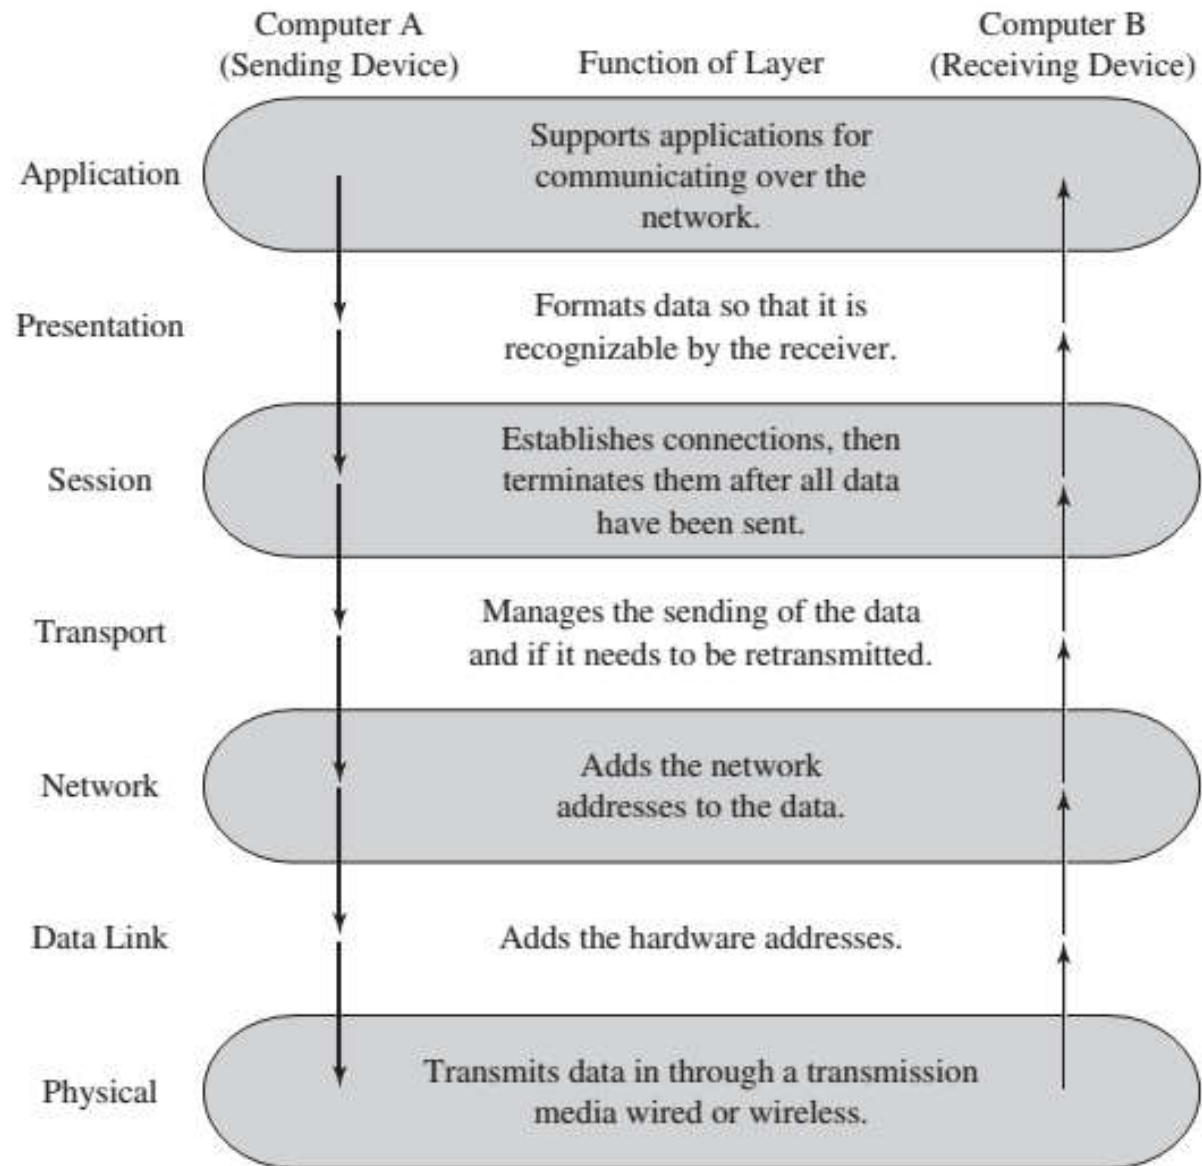 Computer A
(Sending Device)
Function of Layer
Computer B
(Receiving Device)
Application
Supports applications for
communicating over the
network.
Presentation
Formats data so that it is
recognizable by the receiver.
Session
Establishes connections, then
terminates them after all data
have been sent.
Transport
Manages the sending of the data
and if it needs to be retransmitted.
Network
Adds the network
addresses to the data.
Data Link
Adds the hardware addresses.
Physical
Transmits data in through a transmission
media wired or wireless.